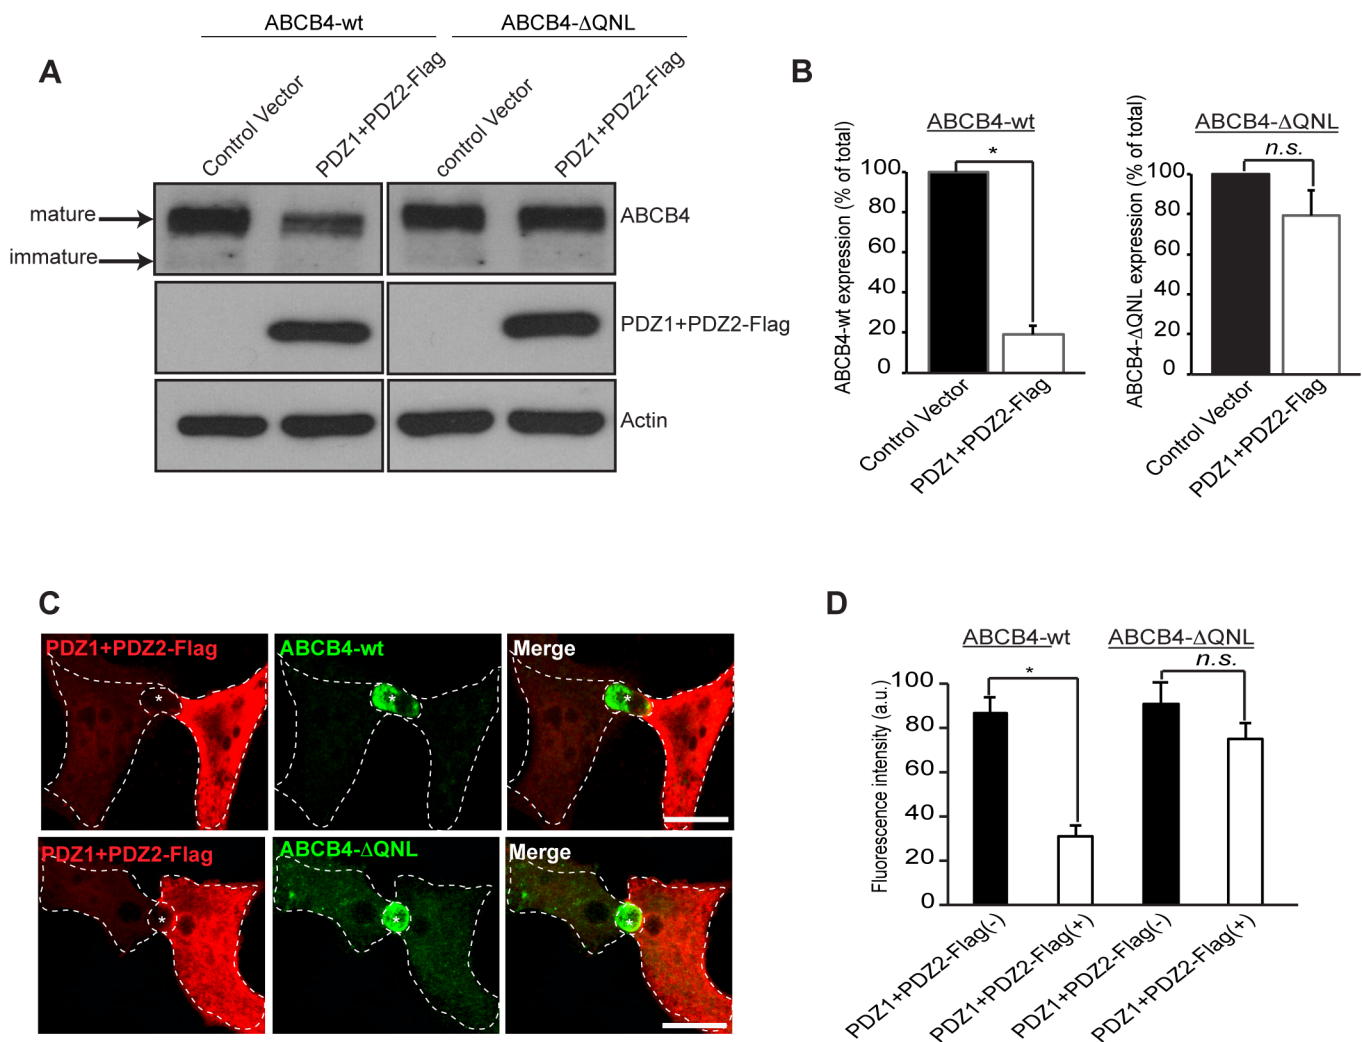 ABCB4-wt
ABCB4-ΔQNL
A
Control Vector
PDZ1+PDZ2-Flag
control Vector
PDZ1+PDZ2-Flag
mature
immature
ABCB4
PDZ1+PDZ2-Flag
Actin
B
ABCB4-wt
*
ABCB4-wt expression (% of total)
100
80
60
40
20
0
Control Vector
PDZ1+PDZ2-Flag
ABCB4-ΔQNL
n.s.
ABCB4-ΔQNL expression (% of total)
100
80
60
40
20
0
Control Vector
PDZ1+PDZ2-Flag
C
PDZ1+PDZ2-Flag
*
ABCB4-wt
*
Merge
*
PDZ1+PDZ2-Flag
*
ABCB4-ΔQNL
*
Merge
*
D
ABCB4-wt
ABCB4-ΔQNL
*
n.s.
Fluorescence intensity (a.u.)
100
80
60
40
20
0
PDZ1+PDZ2-Flag(-)
PDZ1+PDZ2-Flag(+)
PDZ1+PDZ2-Flag(-)
PDZ1+PDZ2-Flag(+)